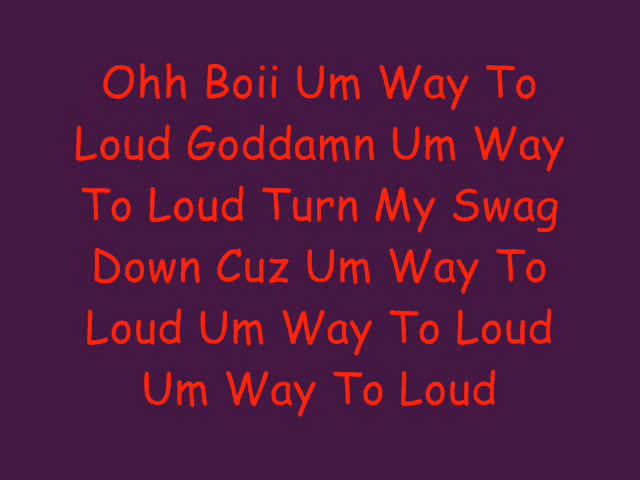 Ohh Boii Um Way To
Loud Goddamn Um Way
To Loud Turn My Swag
Down Cuz Um Way To
Loud Um Way To Loud
Um Way To Loud